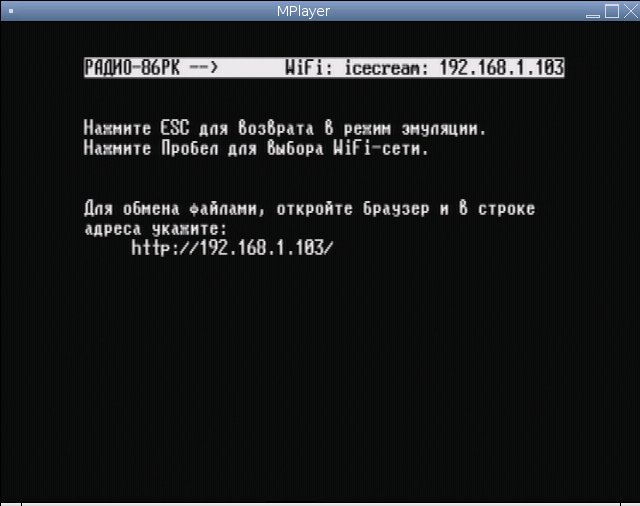 MPlayer
РАДИО-86РК --> WiFi: icecream: 192.168.1.103
Нажмите ESC для возврата в режим эмуляции.
Нажмите Пробел для выбора WiFi-сети.
Для обмена файлами, откройте браузер и в строке
адреса укажите:
http://192.168.1.103/